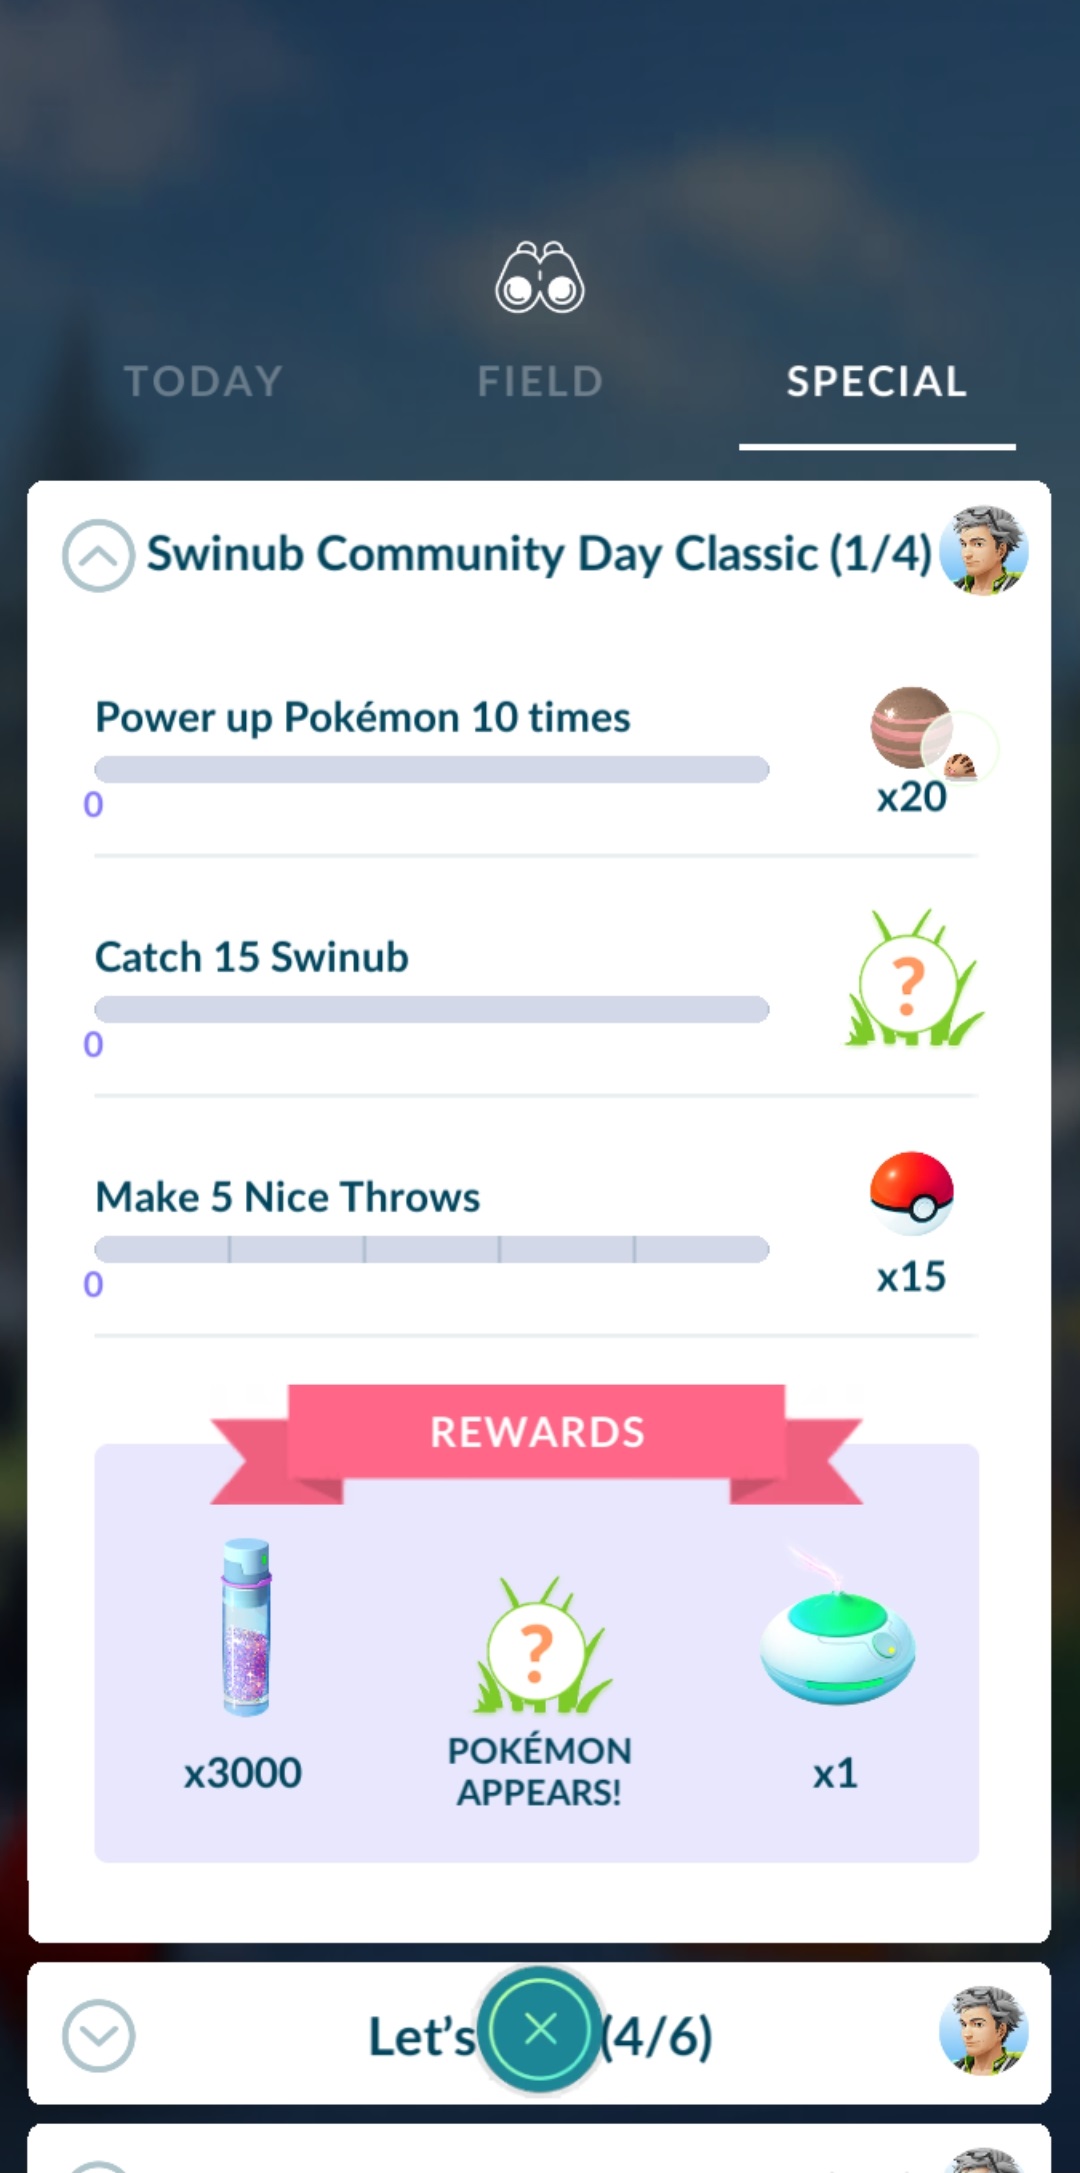 TODAY
FIELD
SPECIAL
Swinub Community Day Classic (1/4)
Power up Pokémon 10 times
0
x20
Catch 15 Swinub
0
?
Make 5 Nice Throws
0
x15
REWARDS
?
x3000
POKÉMON
APPEARS!
x1
Let's (4/6)